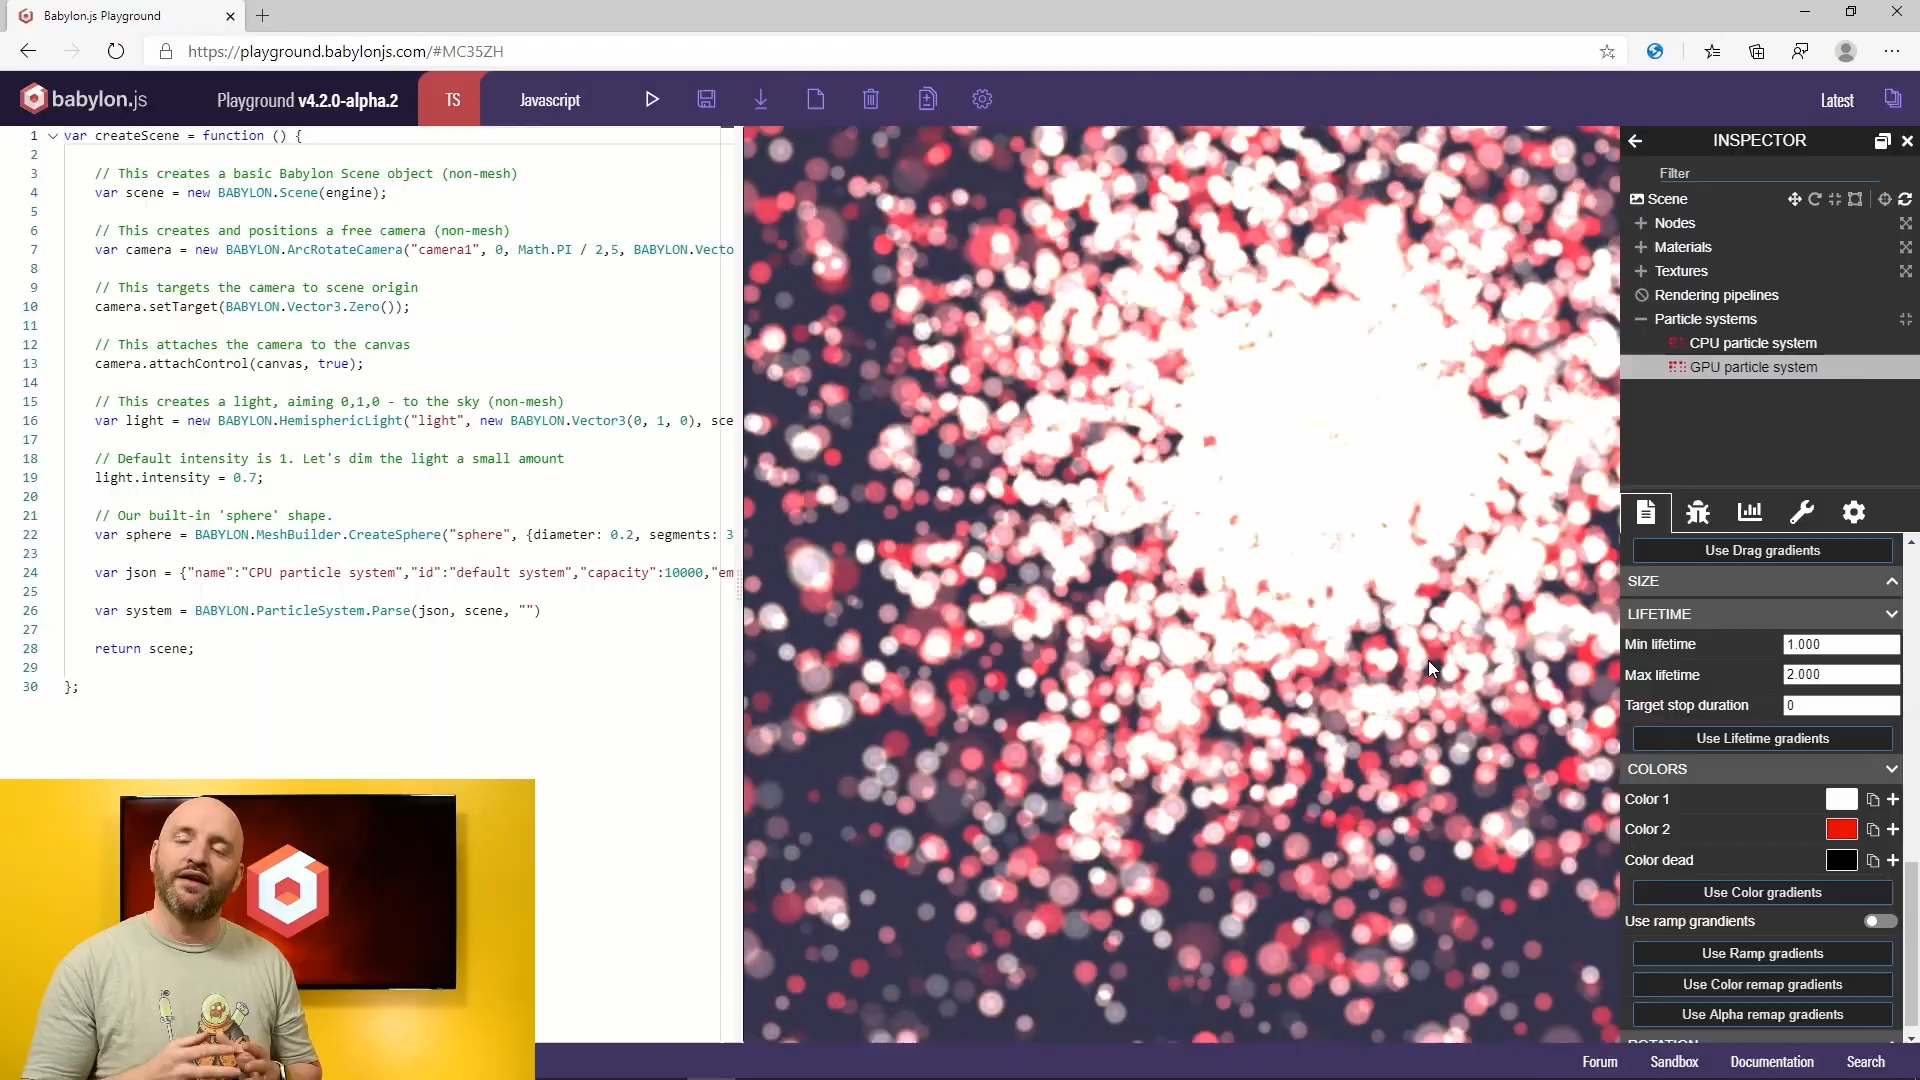 Babylon.js Playground
https://playground.babylonjs.com/#MC35ZH
babylon.js
Playground v4.2.0-alpha.2
TS
Javascript
Latest
1 var createScene = function () {
2
3 // This creates a basic Babylon Scene object (non-mesh)
4 var scene = new BABYLON.Scene(engine);
5
6 // This creates and positions a free camera (non-mesh)
7 var camera = new BABYLON.ArcRotateCamera("camera1", 0, Math.PI / 2,5, BABYLON.Vecto
8
9 // This targets the camera to scene origin
10 camera.setTarget(BABYLON.Vector3.Zero());
11
12 // This attaches the camera to the canvas
13 camera.attachControl(canvas, true);
14
15 // This creates a light, aiming 0,1,0 - to the sky (non-mesh)
16 var light = new BABYLON.HemisphericLight("light", new BABYLON.Vector3(0, 1, 0), sce
17
18 // Default intensity is 1. Let's dim the light a small amount
19 light.intensity = 0.7;
20
21 // Our built-in 'sphere' shape.
22 var sphere = BABYLON.MeshBuilder.CreateSphere("sphere", {diameter: 0.2, segments: 3
23
24 var json = {"name":"CPU particle system","id":"default system","capacity":10000,"em
25
26 var system = BABYLON.ParticleSystem.Parse(json, scene, "")
27
28 return scene;
29
30 };
INSPECTOR
Filter
Scene
Nodes
Materials
Textures
Rendering pipelines
Particle systems
CPU particle system
GPU particle system
Use Drag gradients
SIZE
LIFETIME
Min lifetime 1.000
Max lifetime 2.000
Target stop duration 0
Use Lifetime gradients
COLORS
Color 1
Color 2
Color dead
Use Color gradients
Use ramp grandients
Use Ramp gradients
Use Color remap gradients
Use Alpha remap gradients
ROTATION
Forum
Sandbox
Documentation
Search